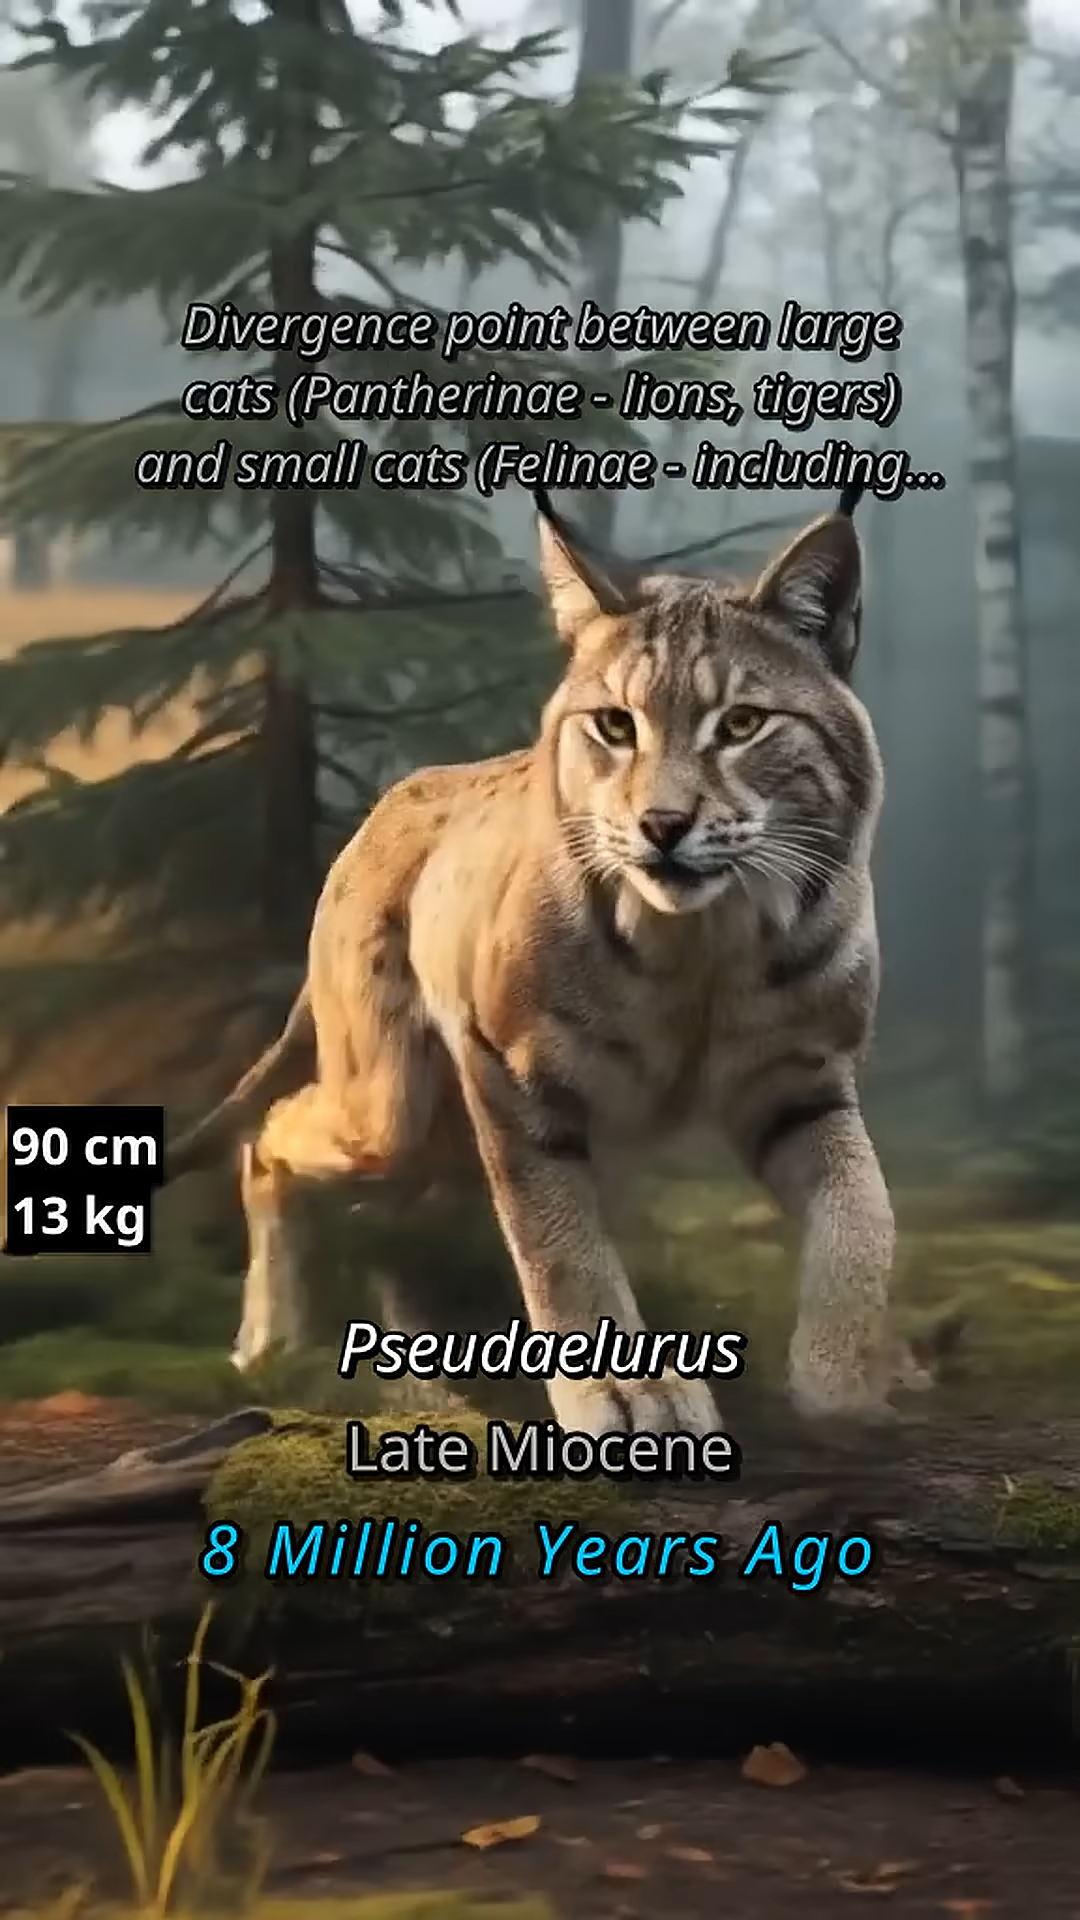 Divergence point between large
cats (Pantherinae - lions, tigers)
and small cats (Felinae - including...
90 cm
13 kg
Pseudaelurus
Late Miocene
8 Million Years Ago